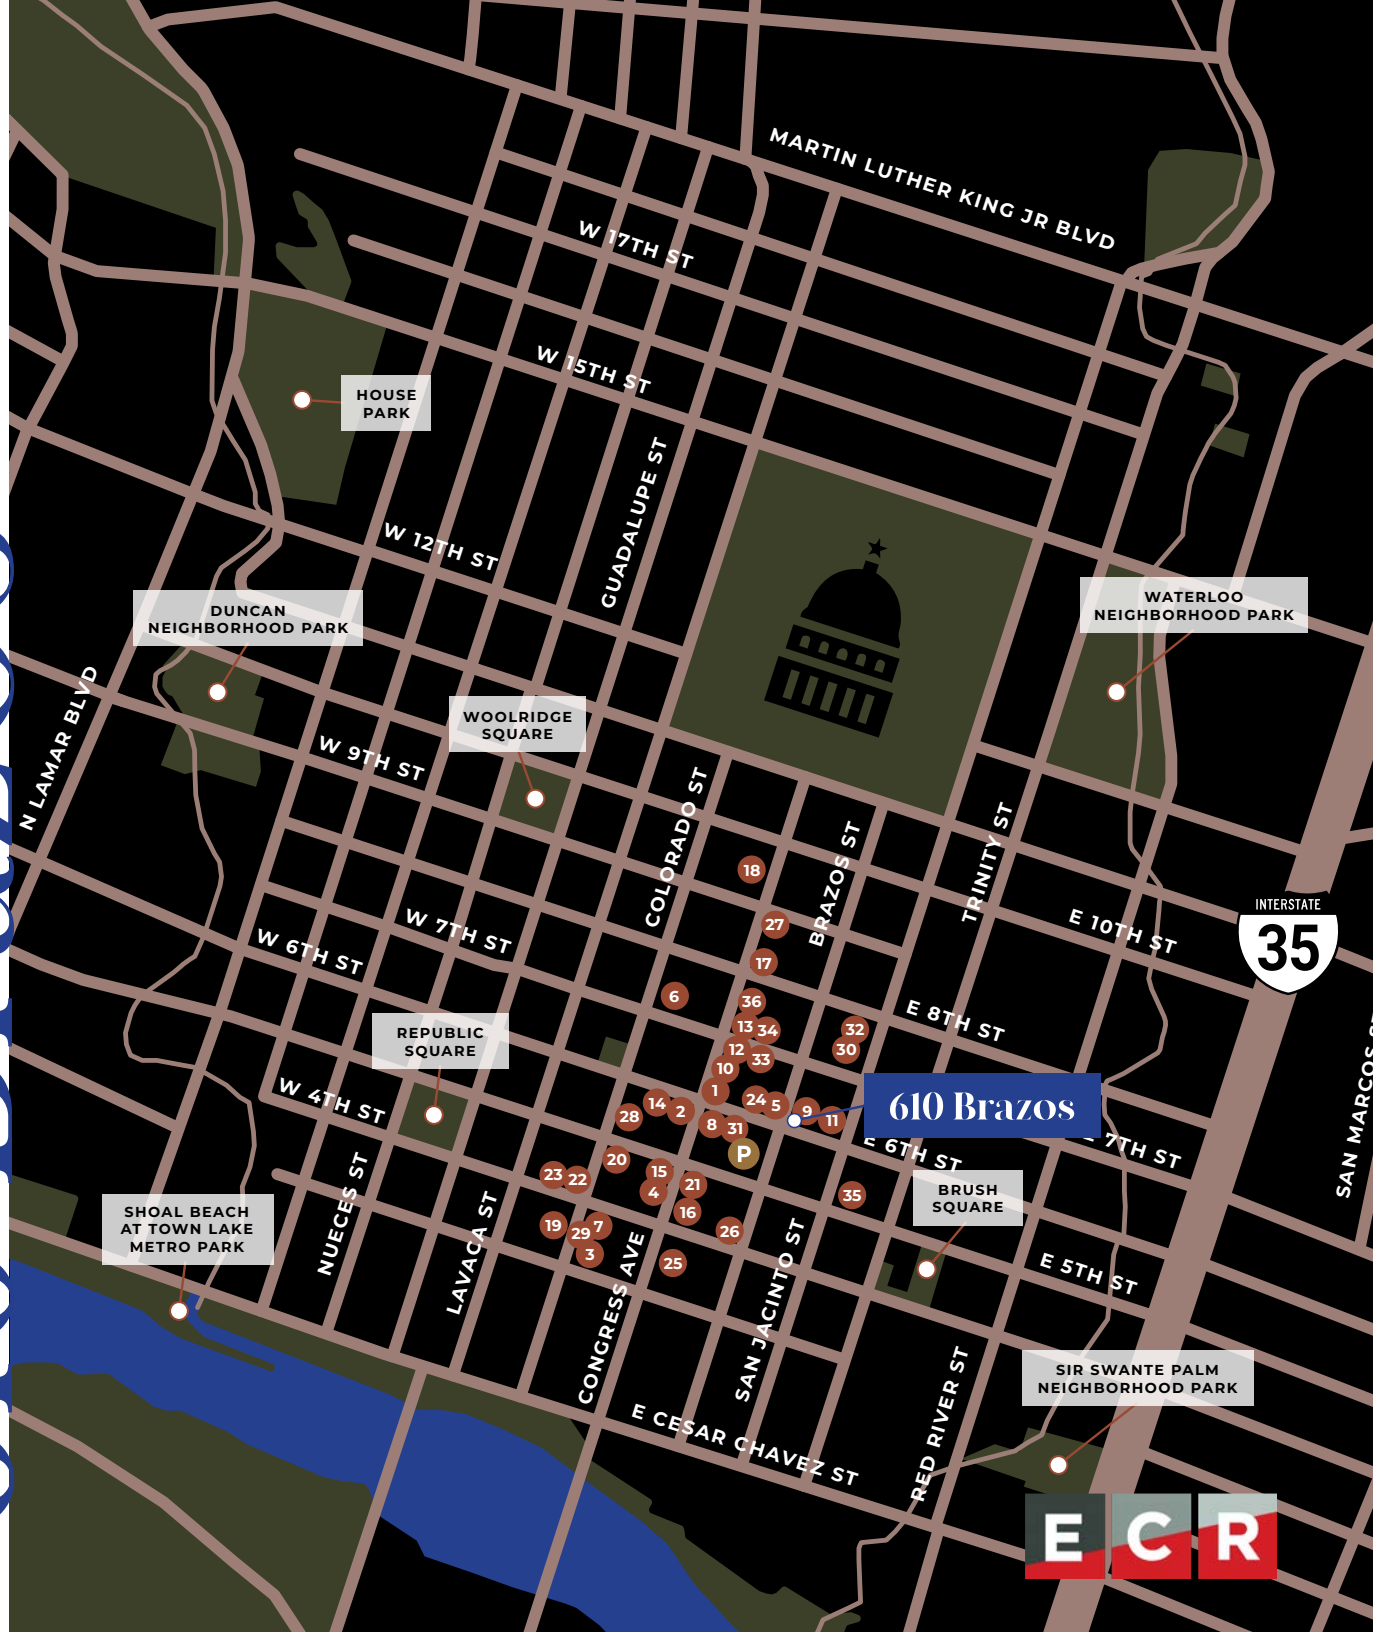 MARTIN LUTHER KING JR BLVD
W 17TH ST
W 15TH ST
HOUSE
PARK
GUADALUPE ST
W 12TH ST
DUNCAN
NEIGHBORHOOD PARK
WATERLOO
NEIGHBORHOOD PARK
N LAMAR BLVD
WOOLRIDGE
SQUARE
W 9TH ST
COLORADO ST
BRAZOS ST
TRINITY ST
18
27
17
E 10TH ST
INTERSTATE
35
W 7TH ST
W 6TH ST
6
36
13
34
32
30
12
33
10
E 8TH ST
REPUBLIC
SQUARE
1
24
5
9
11
14
2
28
8
31
P
610 Brazos
W 4TH ST
E 6TH ST
E 7TH ST
SAN MARCOS ST
20
23
22
15
4
21
16
35
BRUSH
SQUARE
19
29
7
3
26
25
NUECES ST
LAVACA ST
CONGRESS AVE
SAN JACINTO ST
E 5TH ST
SHOAL BEACH
AT TOWN LAKE
METRO PARK
SIR SWANTE PALM
NEIGHBORHOOD PARK
RED RIVER ST
E CESAR CHAVEZ ST
E C R